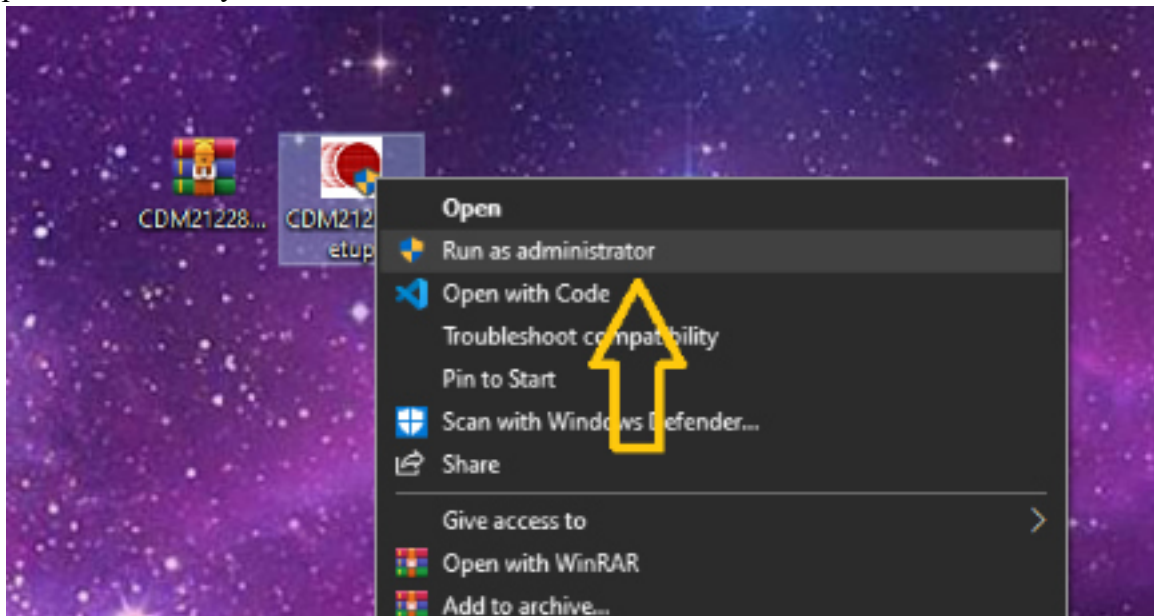 CDM21228...
CDM212
etup
Open
Run as administrator
Open with Code
Troubleshoot compatibility
Pin to Start
Scan with Windows Defender...
Share
Give access to
Open with WinRAR
Add to archive...